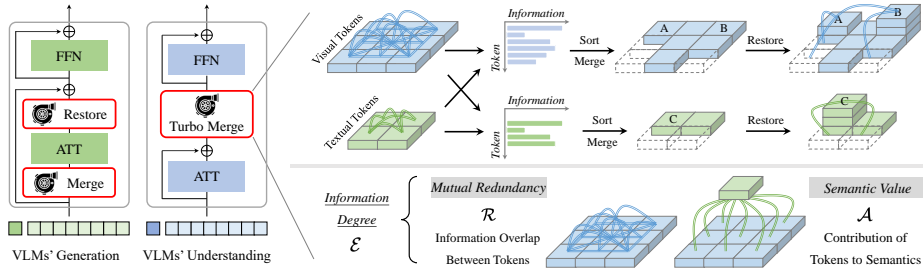 FFN
Restore
ATT
Merge
VLMs' Generation
FFN
Turbo Merge
ATT
VLMs' Understanding
Visual Tokens
Information
Token
Sort
Merge
A
B
Restore
A
B
Textual Tokens
Information
Token
Sort
Merge
C
Restore
C
Information
Degree
ℰ
Mutual Redundancy
ℛ
Information Overlap
Between Tokens
Semantic Value
𝒜
Contribution of
Tokens to Semantics